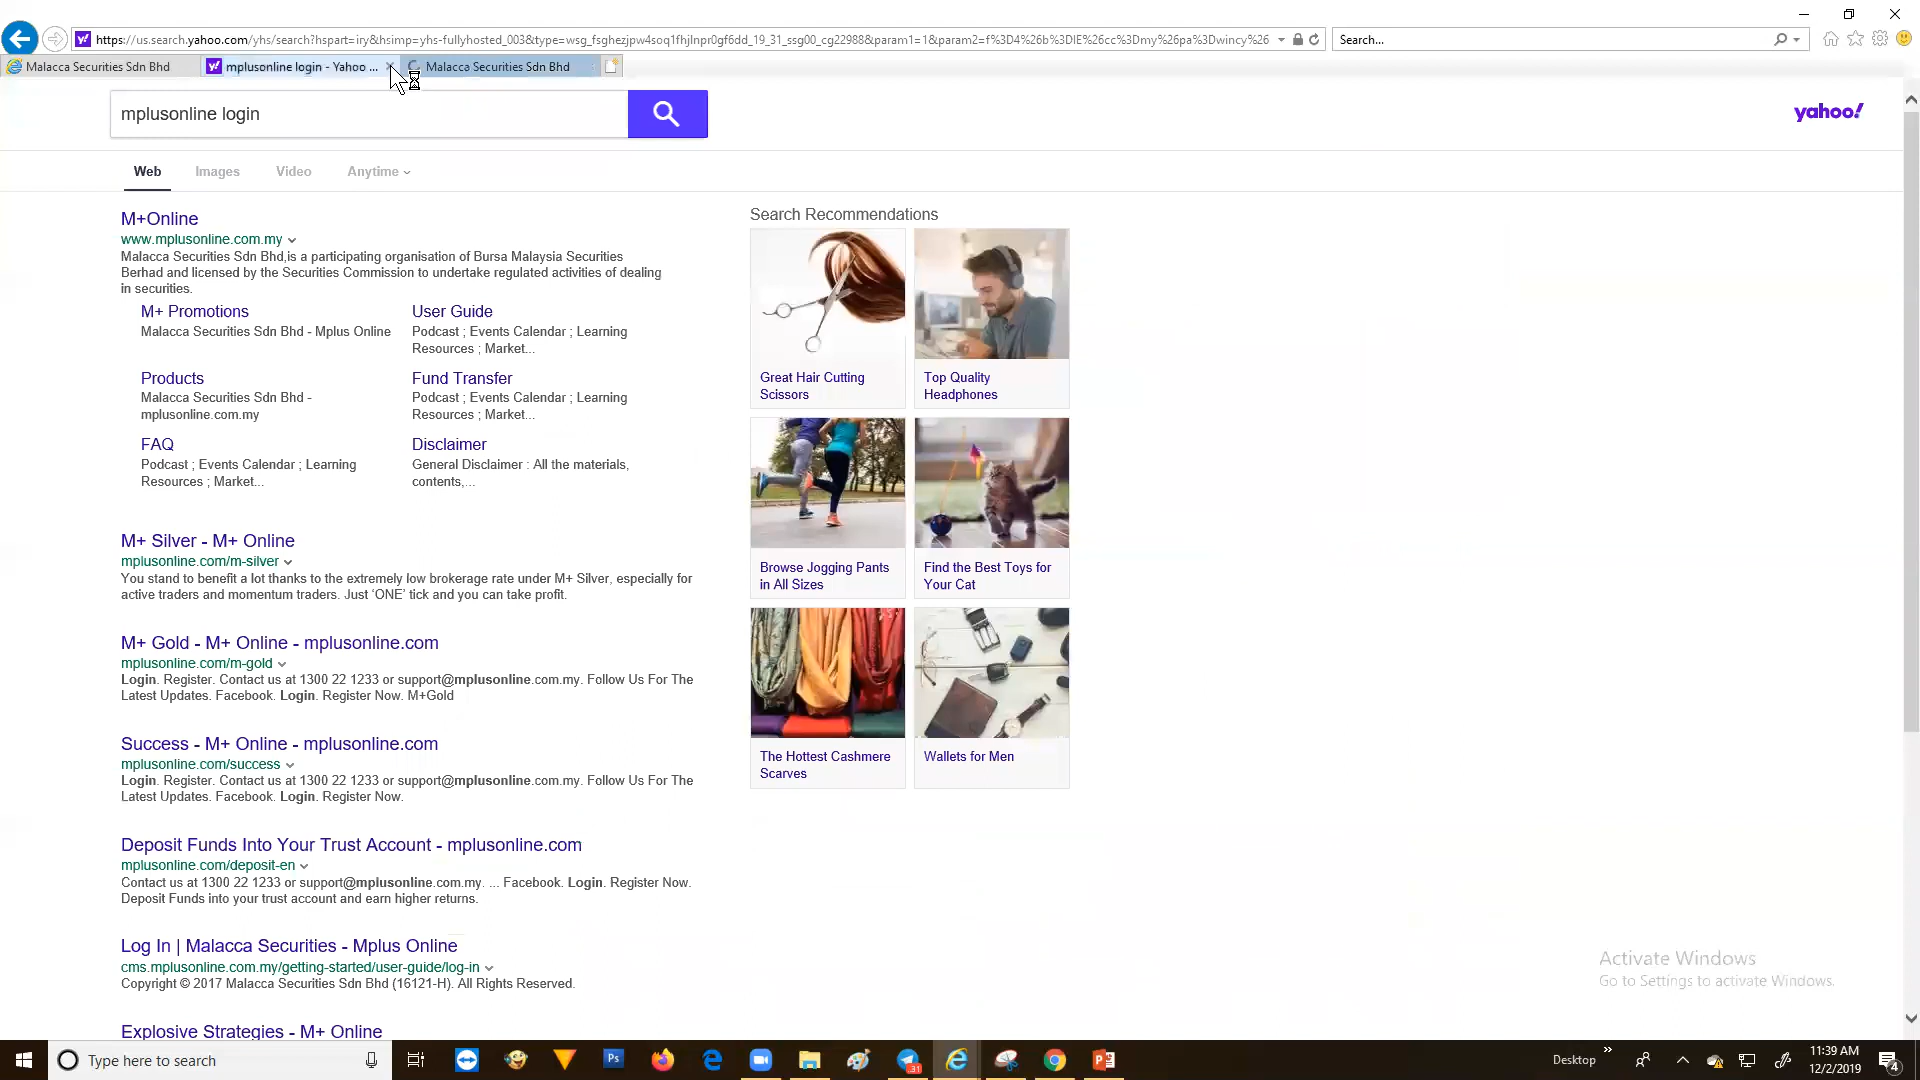 https://us.search.yahoo.com/yhs/search?hspart=iry&hsimp=yhs-fullyhosted_003&type=wsg_fsghezjpw4soq1fhjlnpr0gf6dd_19_31_ssg00_cg22988&param1=1&param2=f%3D4%26b%3DIE%26cc%3Dmy%26pa%3Dwincy%26
Search...
Malacca Securities Sdn Bhd
mplusonline login - Yahoo ...
Malacca Securities Sdn Bhd
mplusonline login
yahoo!
Web
Images
Video
Anytime
M+Online
www.mplusonline.com.my
Malacca Securities Sdn Bhd,is a participating organisation of Bursa Malaysia Securities
Berhad and licensed by the Securities Commission to undertake regulated activities of dealing
in securities.
M+ Promotions
Malacca Securities Sdn Bhd - Mplus Online
User Guide
Podcast ; Events Calendar ; Learning
Resources ; Market...
Products
Malacca Securities Sdn Bhd -
mplusonline.com.my
Fund Transfer
Podcast ; Events Calendar ; Learning
Resources ; Market...
FAQ
Podcast ; Events Calendar ; Learning
Resources ; Market...
Disclaimer
General Disclaimer : All the materials,
contents,...
M+ Silver - M+ Online
mplusonline.com/m-silver
You stand to benefit a lot thanks to the extremely low brokerage rate under M+ Silver, especially for
active traders and momentum traders. Just ‘ONE’ tick and you can take profit.
M+ Gold - M+ Online - mplusonline.com
mplusonline.com/m-gold
Login. Register. Contact us at 1300 22 1233 or support@mplusonline.com.my. Follow Us For The
Latest Updates. Facebook. Login. Register Now. M+Gold
Success - M+ Online - mplusonline.com
mplusonline.com/success
Login. Register. Contact us at 1300 22 1233 or support@mplusonline.com.my. Follow Us For The
Latest Updates. Facebook. Login. Register Now.
Deposit Funds Into Your Trust Account - mplusonline.com
mplusonline.com/deposit-en
Contact us at 1300 22 1233 or support@mplusonline.com.my. ... Facebook. Login. Register Now.
Deposit Funds into your trust account and earn higher returns.
Log In | Malacca Securities - Mplus Online
cms.mplusonline.com.my/getting-started/user-guide/log-in
Copyright © 2017 Malacca Securities Sdn Bhd (16121-H). All Rights Reserved.
Explosive Strategies - M+ Online
Search Recommendations
Great Hair Cutting
Scissors
Top Quality
Headphones
Browse Jogging Pants
in All Sizes
Find the Best Toys for
Your Cat
The Hottest Cashmere
Scarves
Wallets for Men
Activate Windows
Go to Settings to activate Windows.
Type here to search
Ps
31
Desktop
11:39 AM
12/2/2019
4